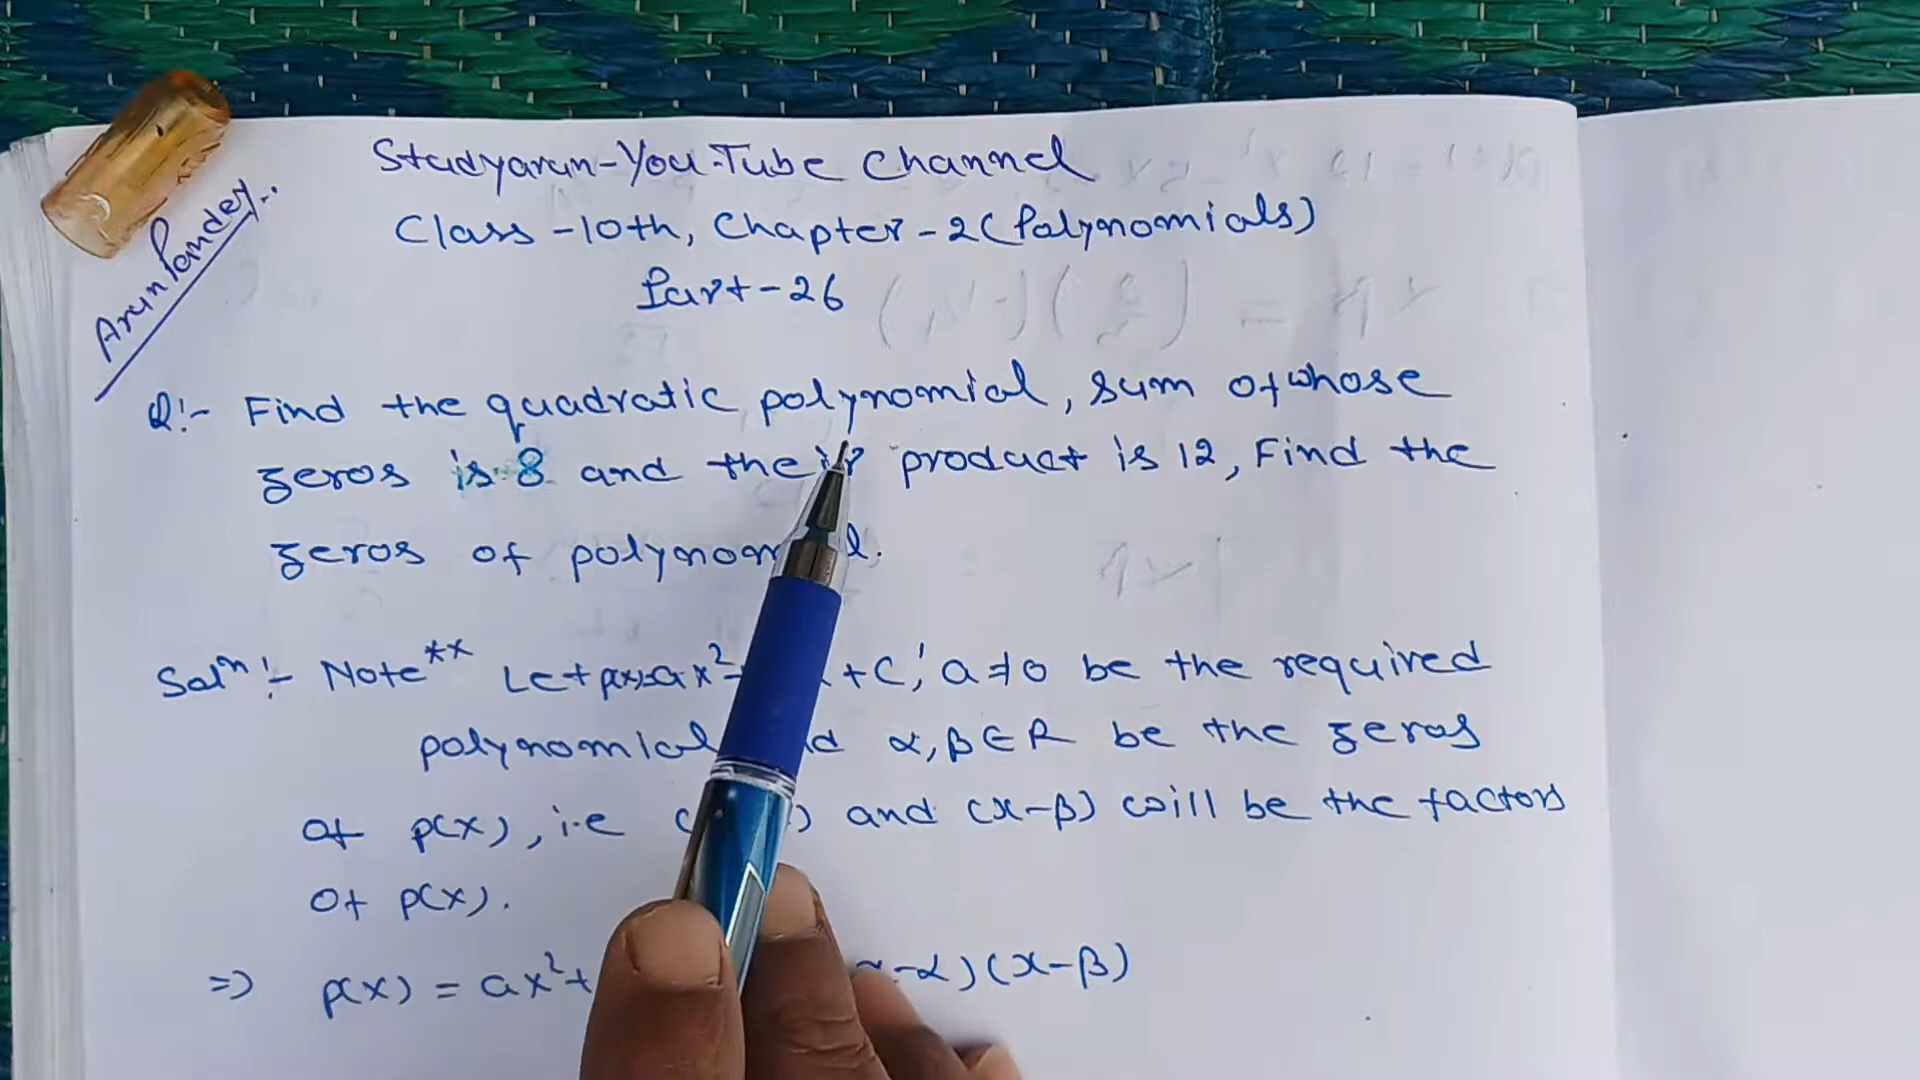 Studyarun-YouTube Channel
Class-10th, Chapter-2(Polynomials)
Part-26
Arun Pandey..
Q:- Find the quadratic polynomial, sum of whose
zeros is 8 and their product is 12, Find the
zeros of
Solⁿ:- Note** Let p(x)=ax² +C; a≠0 be the required
polynomial α,β∈R be the zeros
of p(x), i.e and (x-β) will be the factors
of p(x).
=> p(x) = ax²+ -α)(x-β)